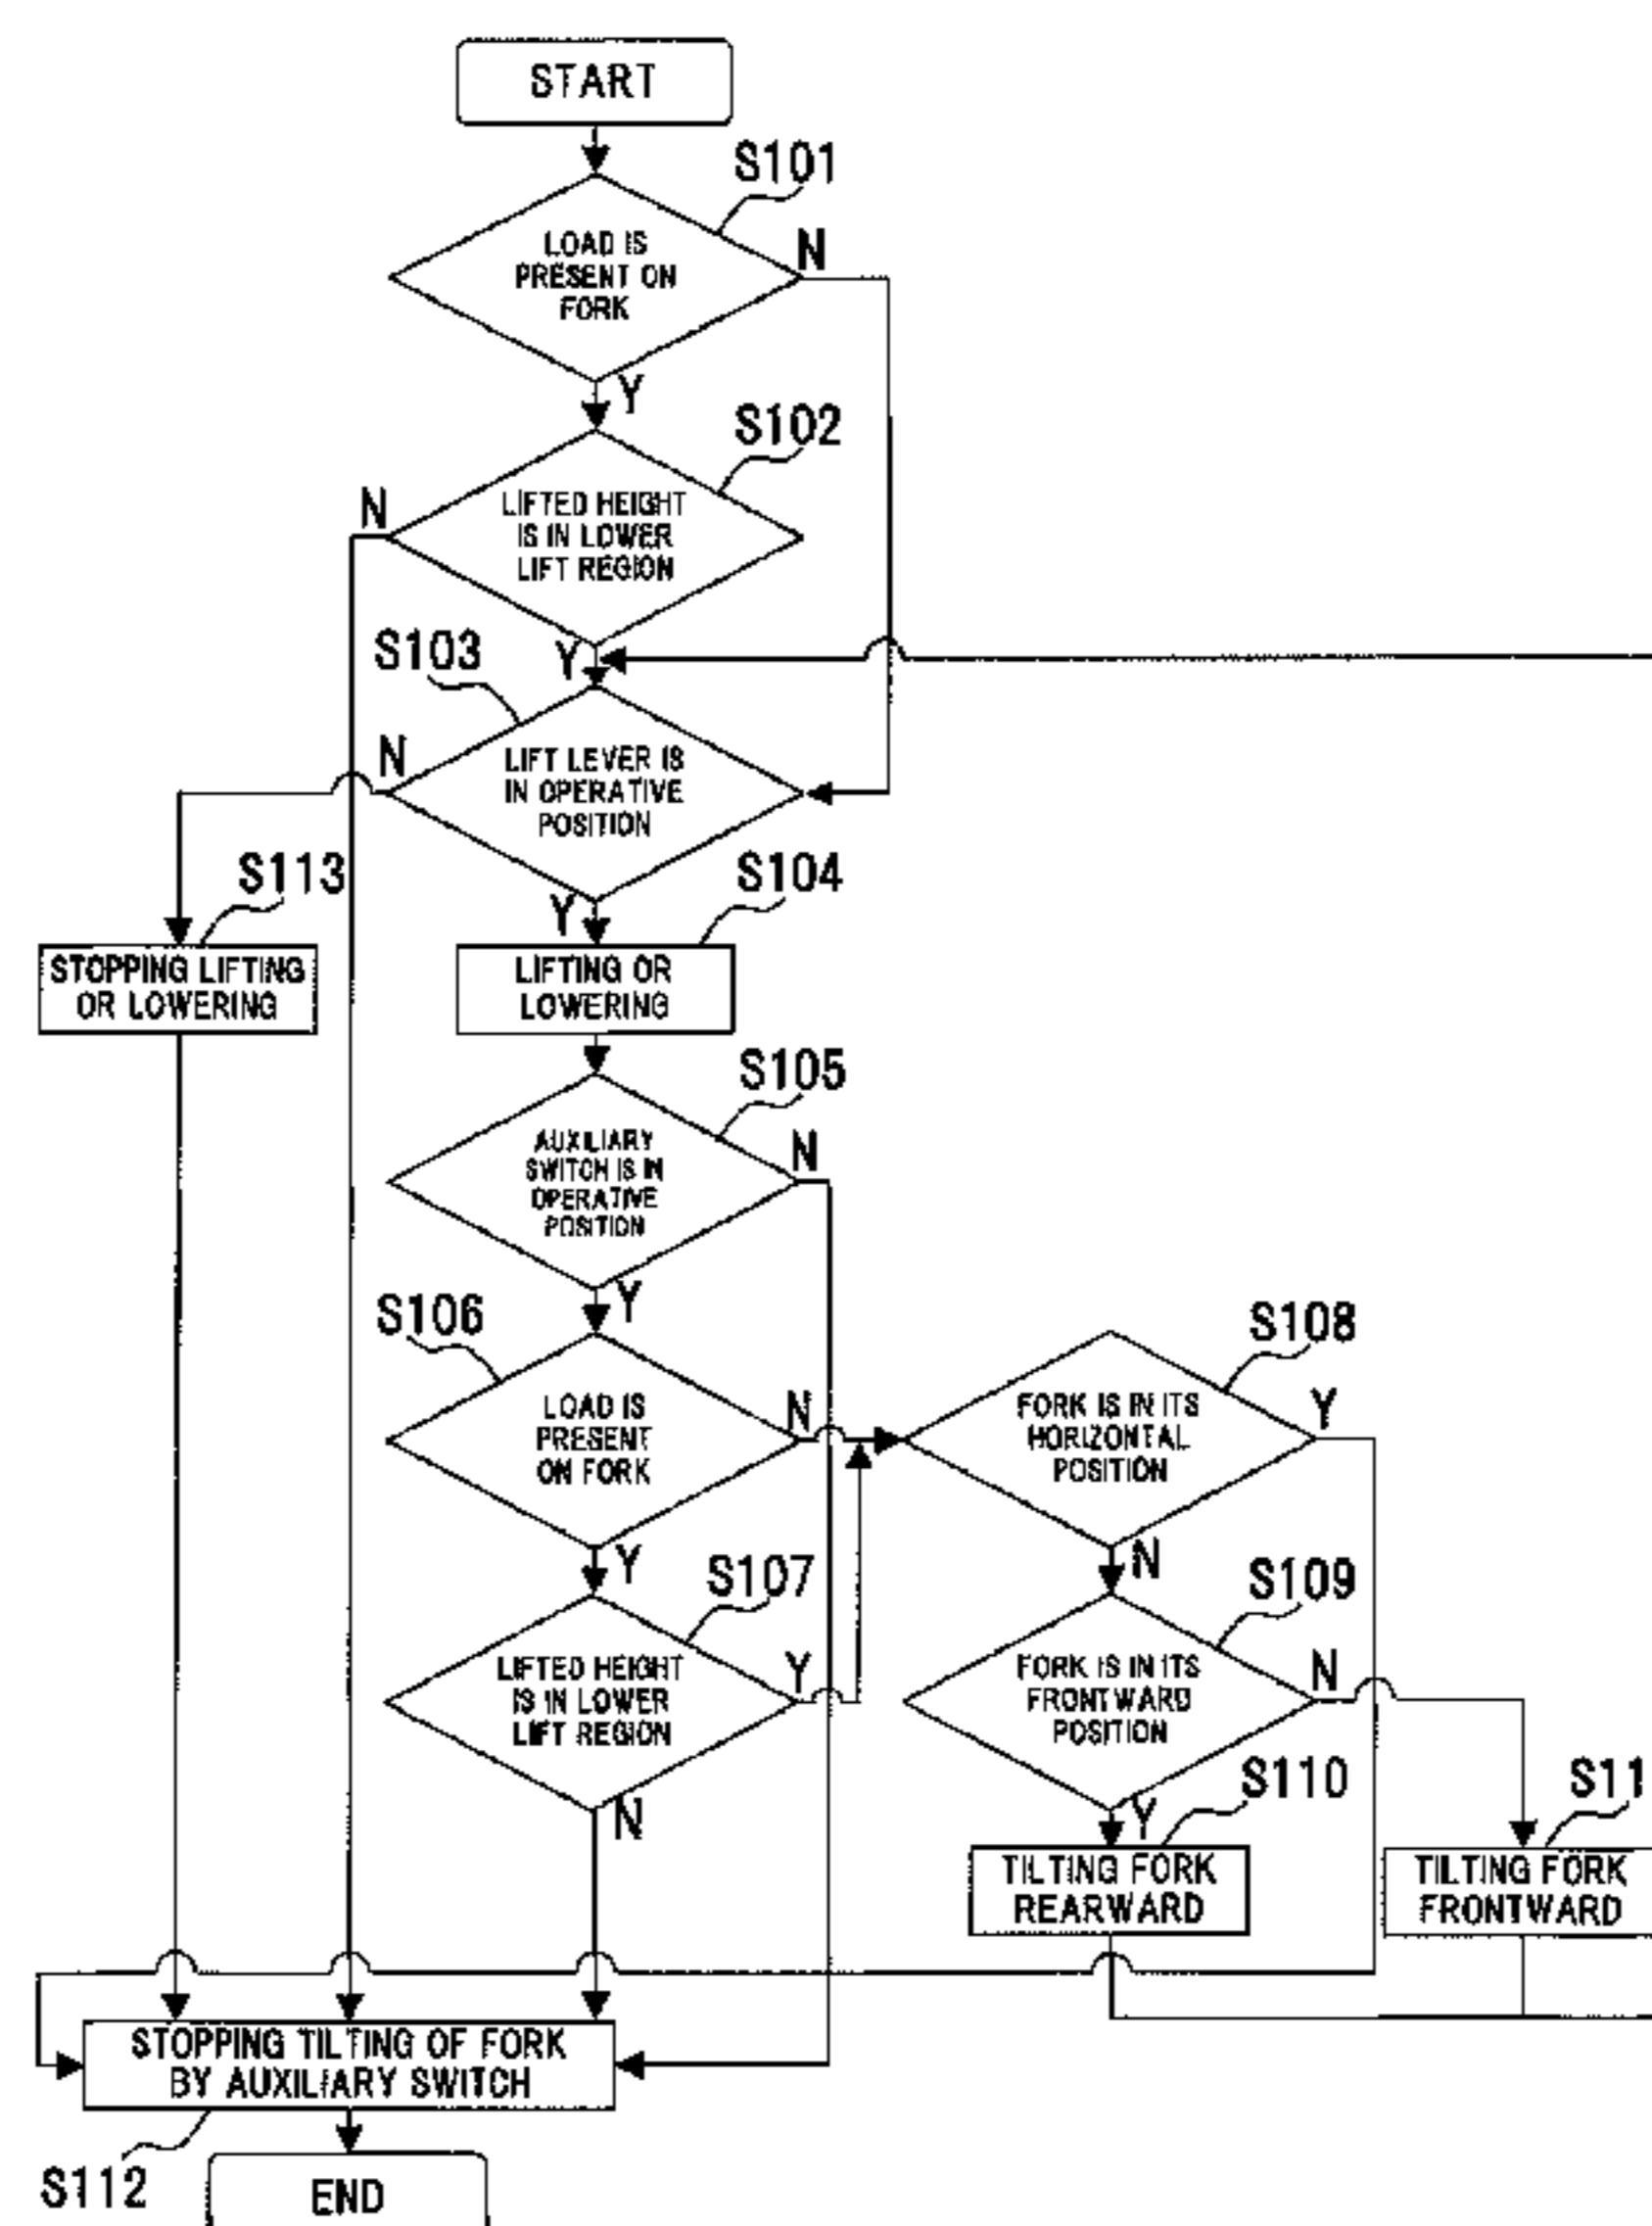 START
S101
LOAD IS
PRESENT ON
FORK
N
Y
S102
LIFTED HEIGHT
IS IN LOWER
LIFT REGION
N
Y
S103
LIFT LEVER IS
IN OPERATIVE
POSITION
N
Y
S113
STOPPING LIFTING
OR LOWERING
S104
LIFTING OR
LOWERING
S105
AUXILIARY
SWITCH IS IN
OPERATIVE
POSITION
N
Y
S106
LOAD IS
PRESENT
ON FORK
N
Y
S108
FORK IS IN ITS
HORIZONTAL
POSITION
Y
N
S107
LIFTED HEIGHT
IS IN LOWER
LIFT REGION
Y
N
S109
FORK IS IN ITS
FRONTWARD
POSITION
N
Y
S110
TILTING FORK
REARWARD
S11
TILTING FORK
FRONTWARD
STOPPING TILTING OF FORK
BY AUXILIARY SWITCH
S112
END